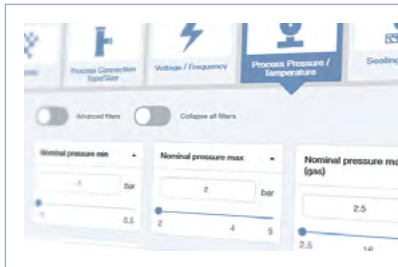 Process Connection
Type/Size
Voltage / Frequency
Process Pressure /
Temperature
Sealing
Advanced filters
Collapse all filters
Nominal pressure min
-1
bar
-1
0.5
Nominal pressure max
2
bar
2
4
5
Nominal pressure ma
(gas)
2.5
2.5
16